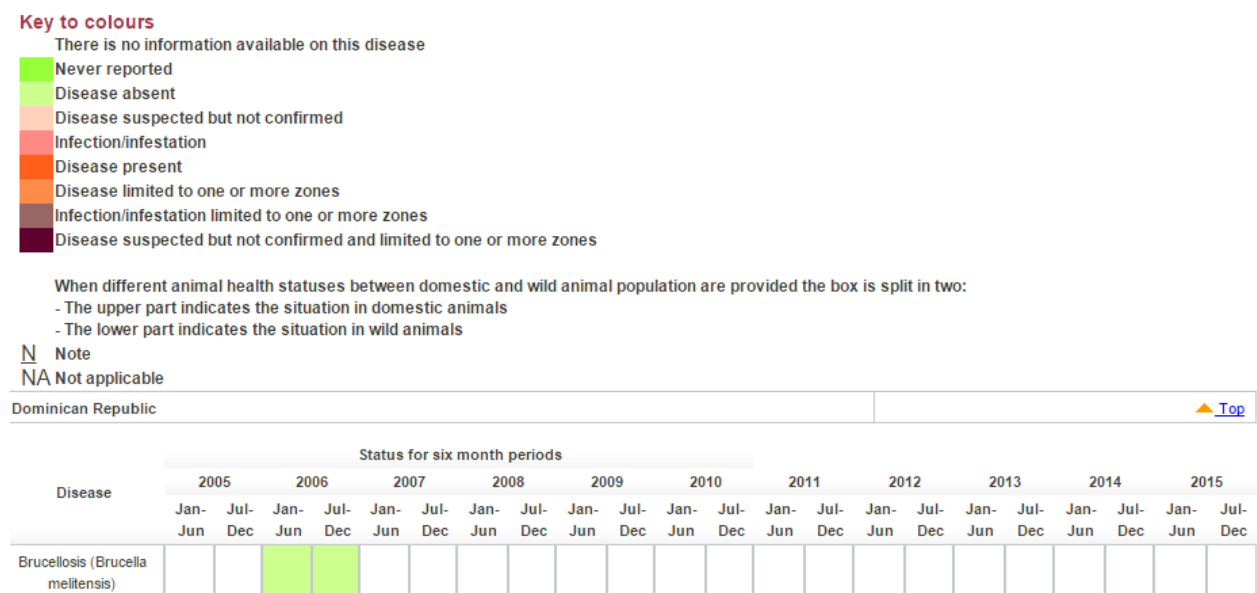 Key to colours
There is no information available on this disease
Never reported
Disease absent
Disease suspected but not confirmed
Infection/infestation
Disease present
Disease limited to one or more zones
Infection/infestation limited to one or more zones
Disease suspected but not confirmed and limited to one or more zones
When different animal health statuses between domestic and wild animal population are provided the box is split in two:
- The upper part indicates the situation in domestic animals
- The lower part indicates the situation in wild animals
N Note
NA Not applicable
Dominican Republic Top
Status for six month periods
Disease
2005 2006 2007 2008 2009 2010 2011 2012 2013 2014 2015
Jan- Jul- Jan- Jul- Jan- Jul- Jan- Jul- Jan- Jul- Jan- Jul- Jan- Jul- Jan- Jul- Jan- Jul- Jan- Jul- Jan- Jul-
Jun Dec Jun Dec Jun Dec Jun Dec Jun Dec Jun Dec Jun Dec Jun Dec Jun Dec Jun Dec Jun Dec
Brucellosis (Brucella
melitensis)